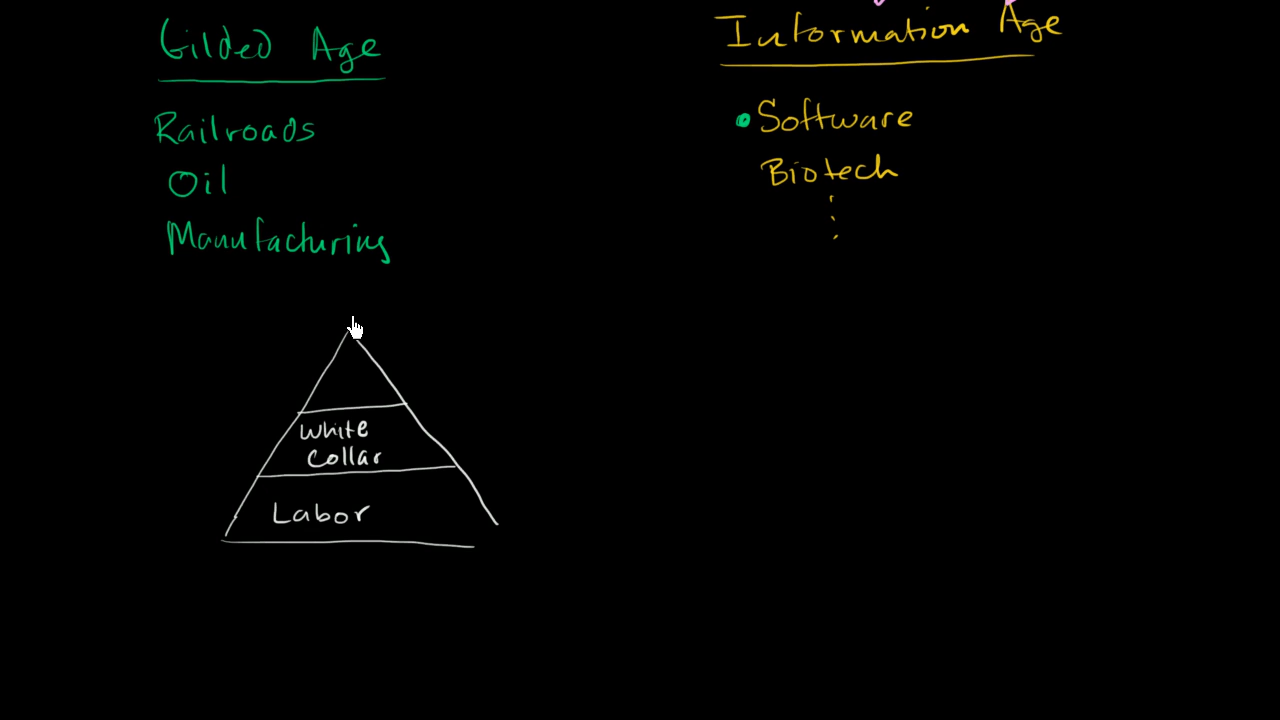 Gilded Age
Railroads
Oil
Manufacturing
White
Collar
Labor
Information Age
Software
Biotech